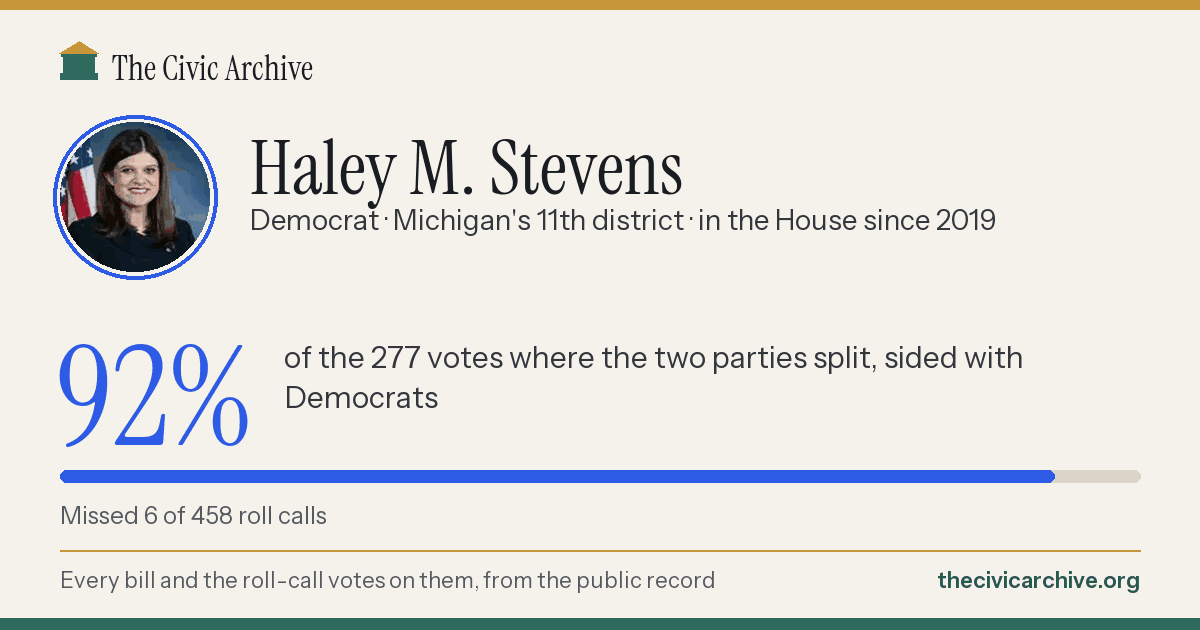 The Civic Archive
Haley M. Stevens
Democrat · Michigan's 11th district · in the House since 2019
92%
of the 277 votes where the two parties split, sided with
Democrats
Missed 6 of 458 roll calls
Every bill and the roll-call votes on them, from the public record
thecivicarchive.org